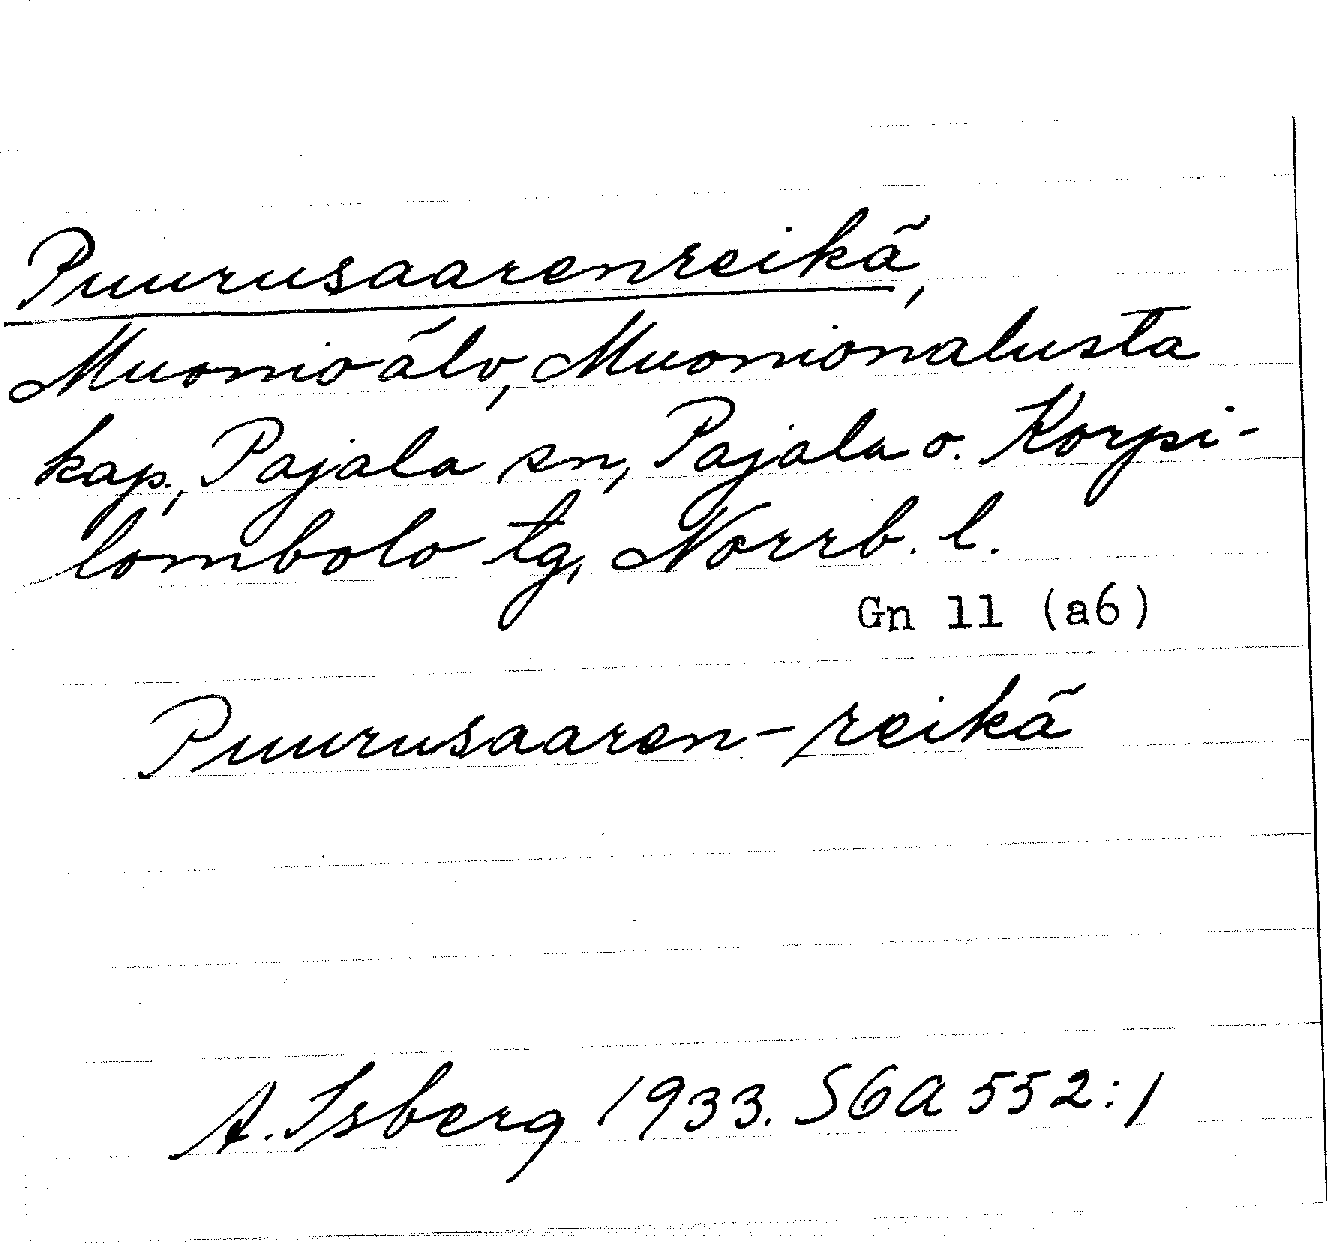 Puurusaarenreikä,
Muonioälv, Muonionalusta
kap., Pajala sn, Pajala o. Korpi-
lombolo tg, Norrb. l.
Gn 11 (a6)
Puurusaaren-reikä
A. Isberg 1933. SGA 552:1